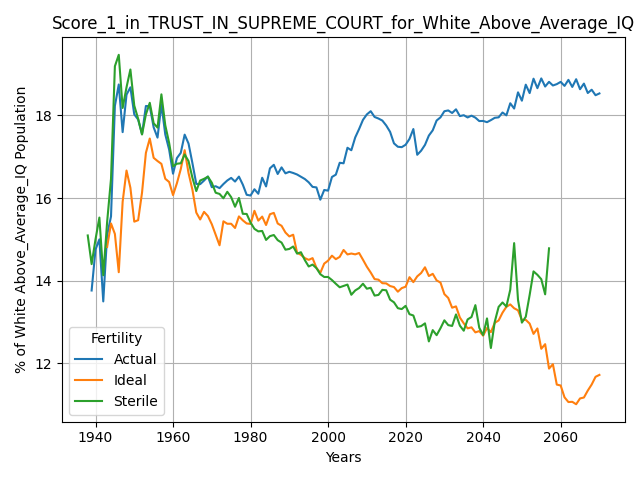 Score_1_in_TRUST_IN_SUPREME_COURT_for_White_Above_Average_IQ
% of White Above_Average_IQ Population
18
16
14
12
Fertility
Actual
Ideal
Sterile
1940 1960 1980 2000 2020 2040 2060
Years